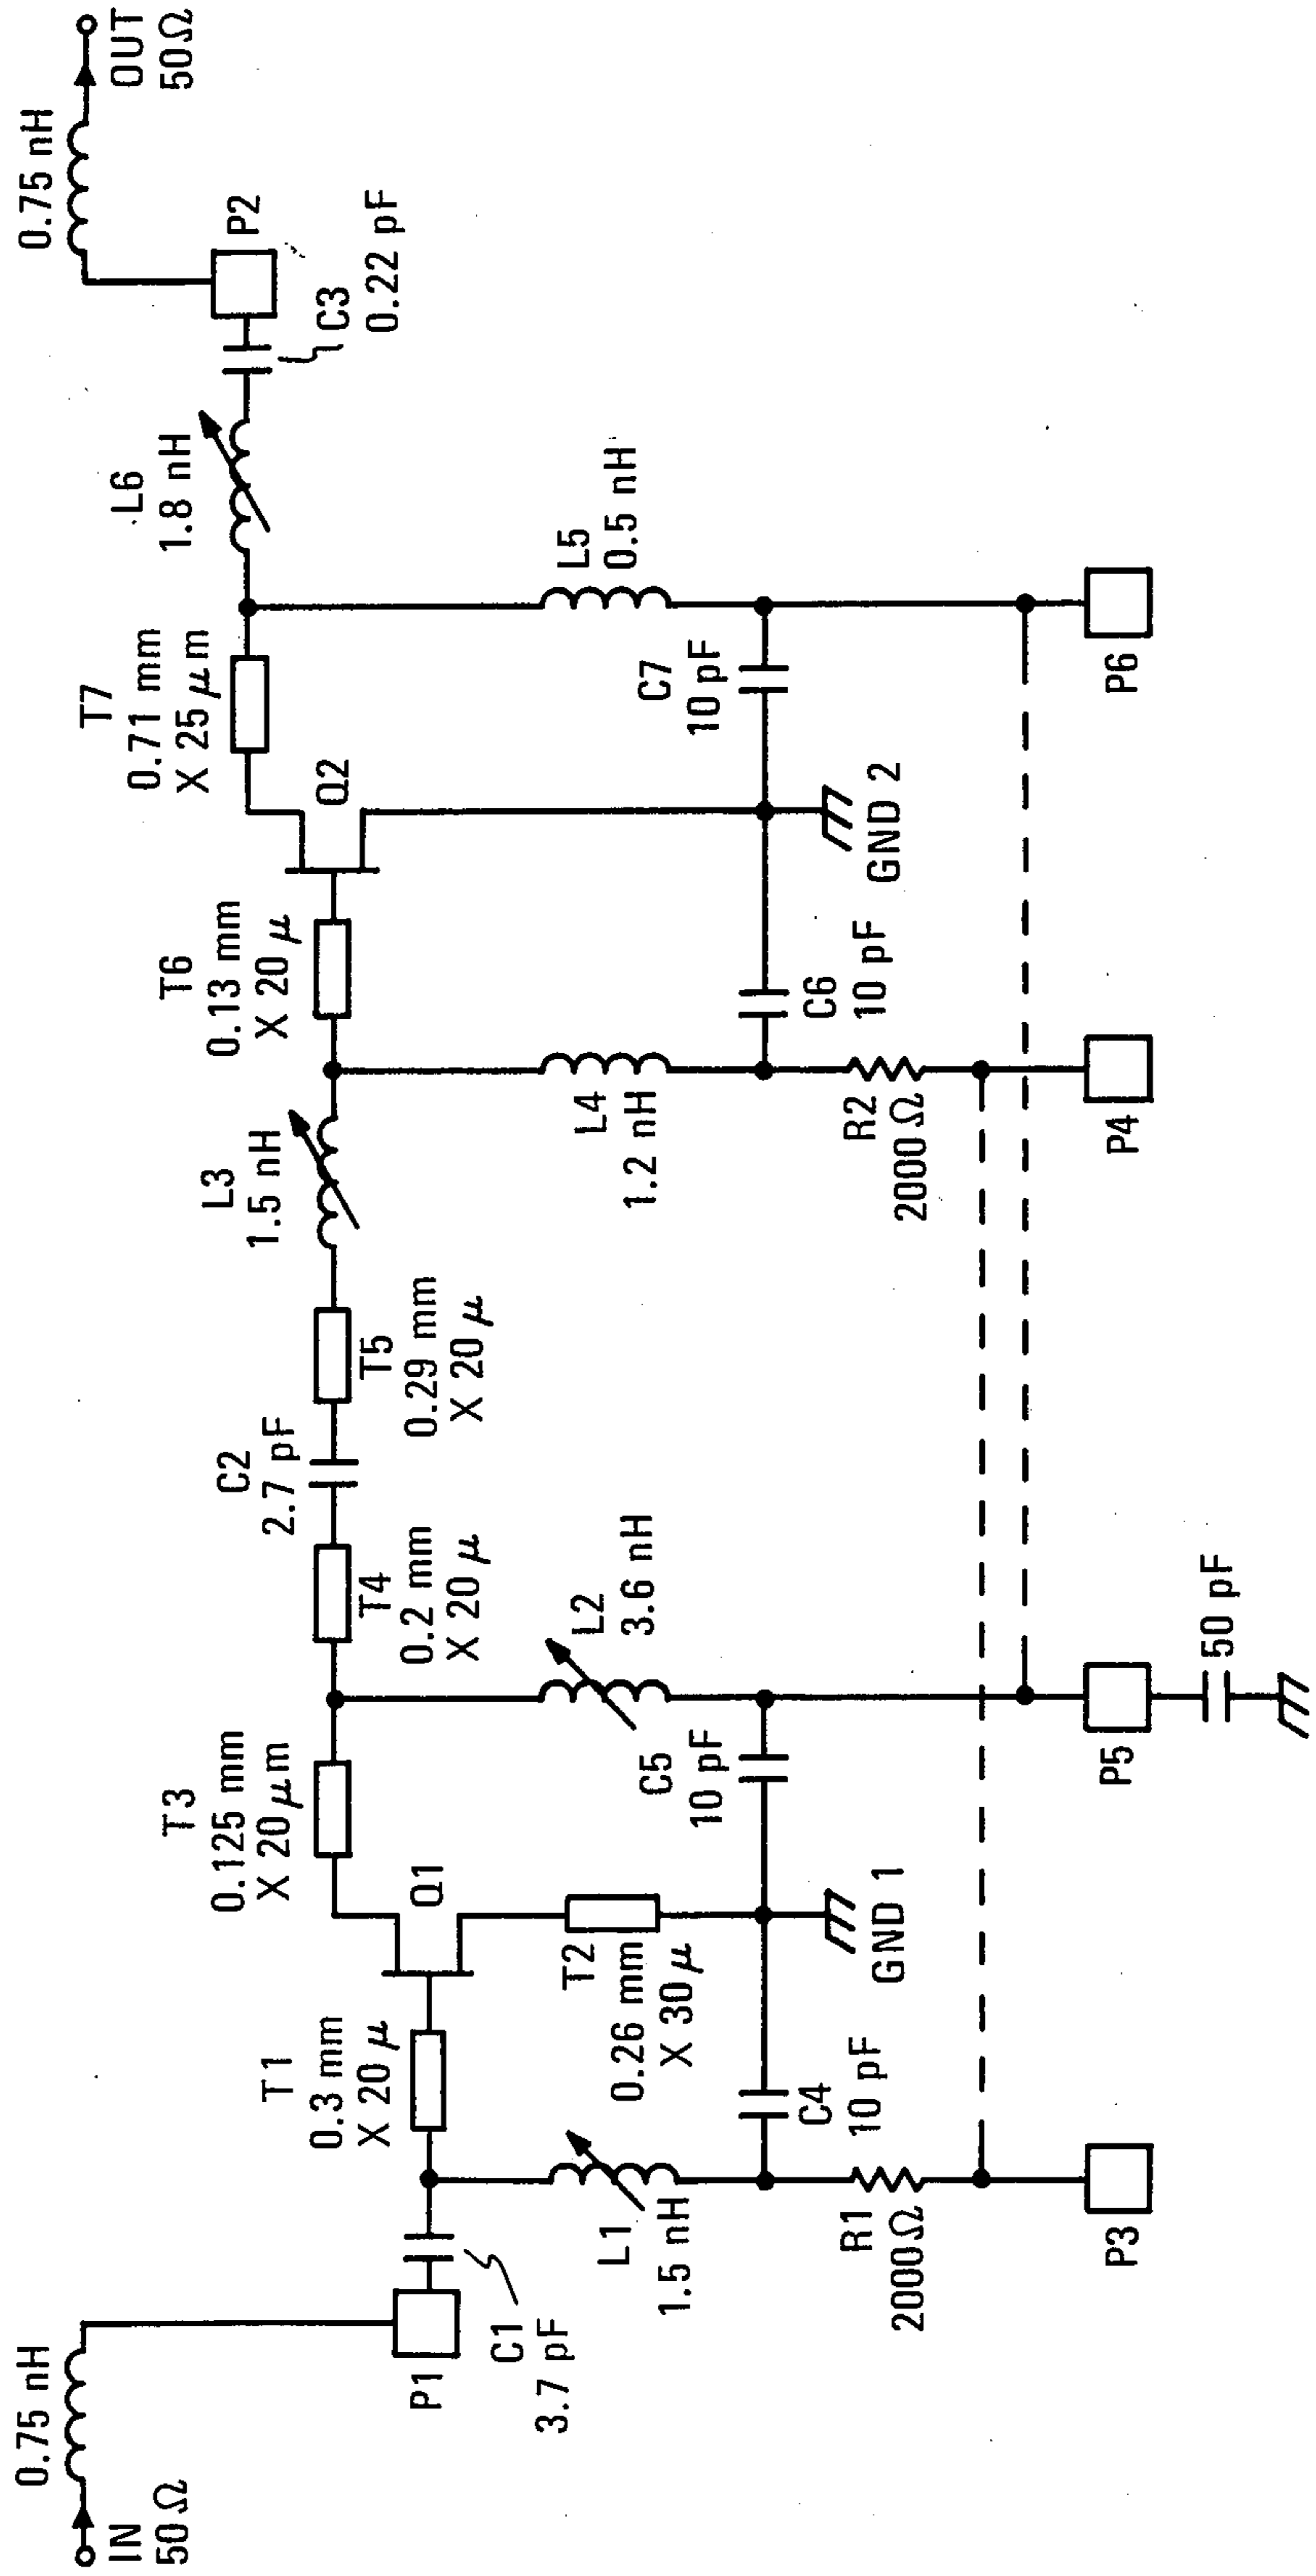 0.75 nH
IN
50Ω
P1
C1
3.7 pF
T1
0.3 mm
X 20 μ
L1
1.5 nH
R1
2000Ω
P3
C4
10 pF
T2
0.26 mm
X 30 μ
Q1
GND 1
T3
0.125 mm
X 20 μm
C5
10 pF
L2
3.6 nH
P5
50 pF
T4
0.2 mm
X 20 μ
C2
2.7 pF
T5
0.29 mm
X 20 μ
L3
1.5 nH
L4
1.2 nH
R2
2000Ω
P4
T6
0.13 mm
X 20 μ
C6
10 pF
Q2
GND 2
T7
0.71 mm
X 25 μm
C7
10 pF
L5
0.5 nH
P6
L6
1.8 nH
C3
0.22 pF
P2
0.75 nH
OUT
50Ω